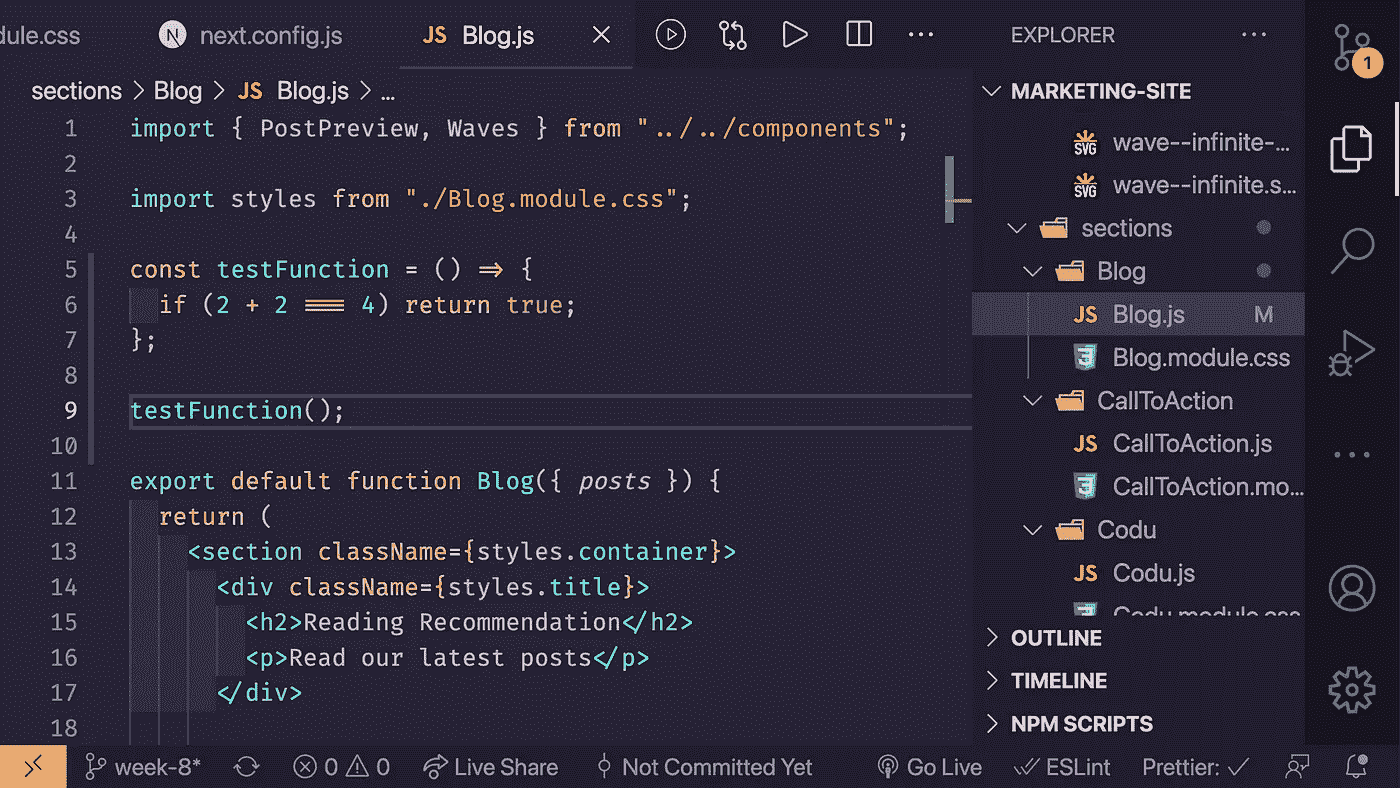 dule.css
N next.config.js
JS Blog.js
sections > Blog > JS Blog.js > ...
1 import { PostPreview, Waves } from "../../components";
2
3 import styles from "./Blog.module.css";
4
5 const testFunction = () => {
6 if (2 + 2 === 4) return true;
7 };
8
9 testFunction();
10
11 export default function Blog({ posts }) {
12 return (
13 <section className={styles.container}>
14 <div className={styles.title}>
15 <h2>Reading Recommendation</h2>
16 <p>Read our latest posts</p>
17 </div>
18
EXPLORER
MARKETING-SITE
SVG wave--infinite-...
SVG wave--infinite.s...
sections
Blog
JS Blog.js M
Blog.module.css
CallToAction
JS CallToAction.js
CallToAction.mo...
Codu
JS Codu.js
Codu.module.css
OUTLINE
TIMELINE
NPM SCRIPTS
1
week-8* 0 0 Live Share Not Committed Yet Go Live ESLint Prettier: ✓